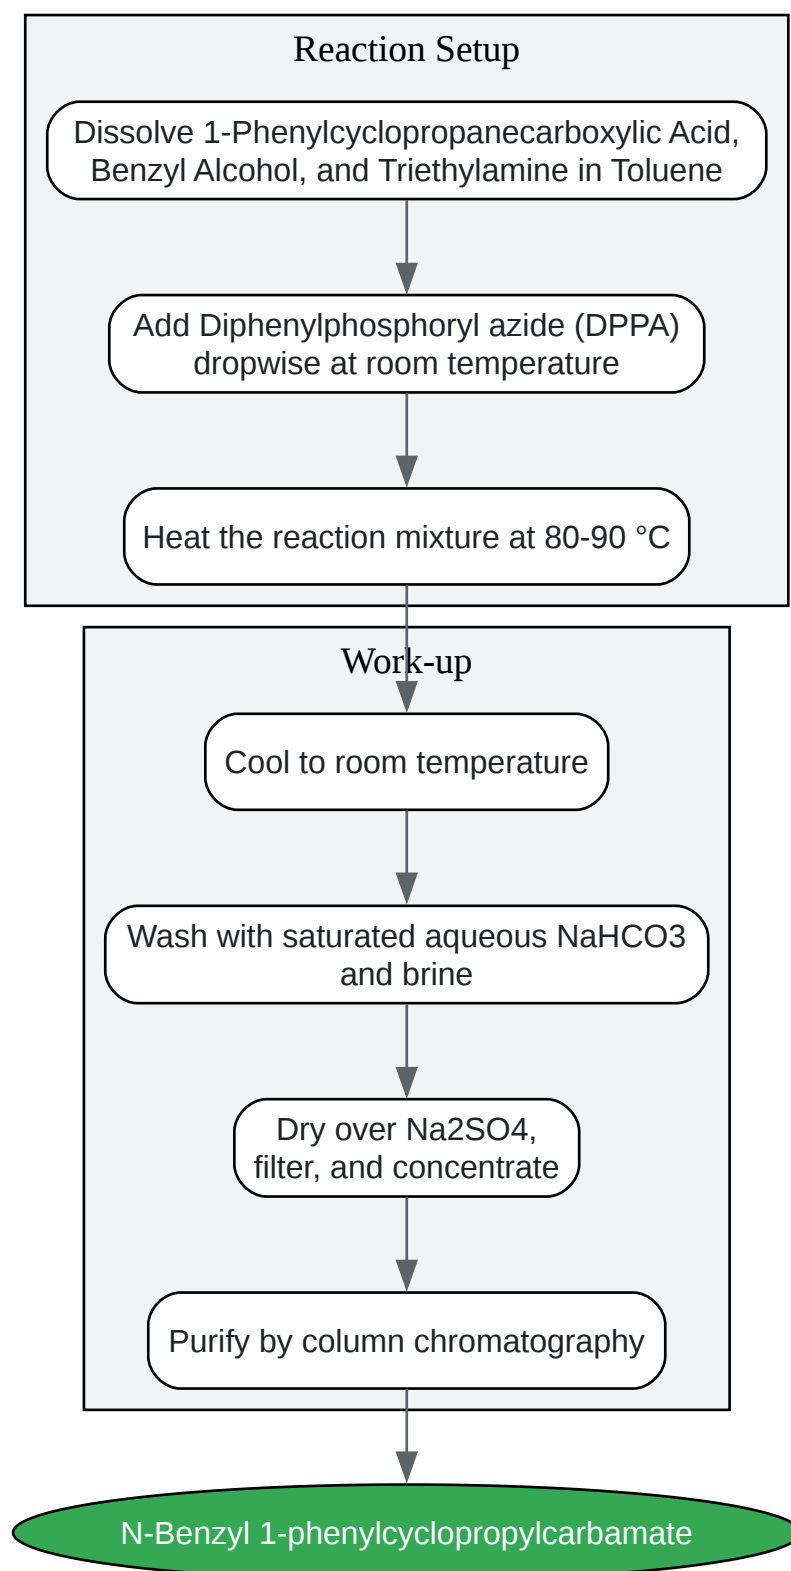 Reaction Setup
Dissolve 1-Phenylcyclopropanecarboxylic Acid,
Benzyl Alcohol, and Triethylamine in Toluene
Add Diphenylphosphoryl azide (DPPA)
dropwise at room temperature
Heat the reaction mixture at 80-90 °C
Work-up
Cool to room temperature
Wash with saturated aqueous NaHCO3
and brine
Dry over Na2SO4,
filter, and concentrate
Purify by column chromatography
N-Benzyl 1-phenylcyclopropylcarbamate